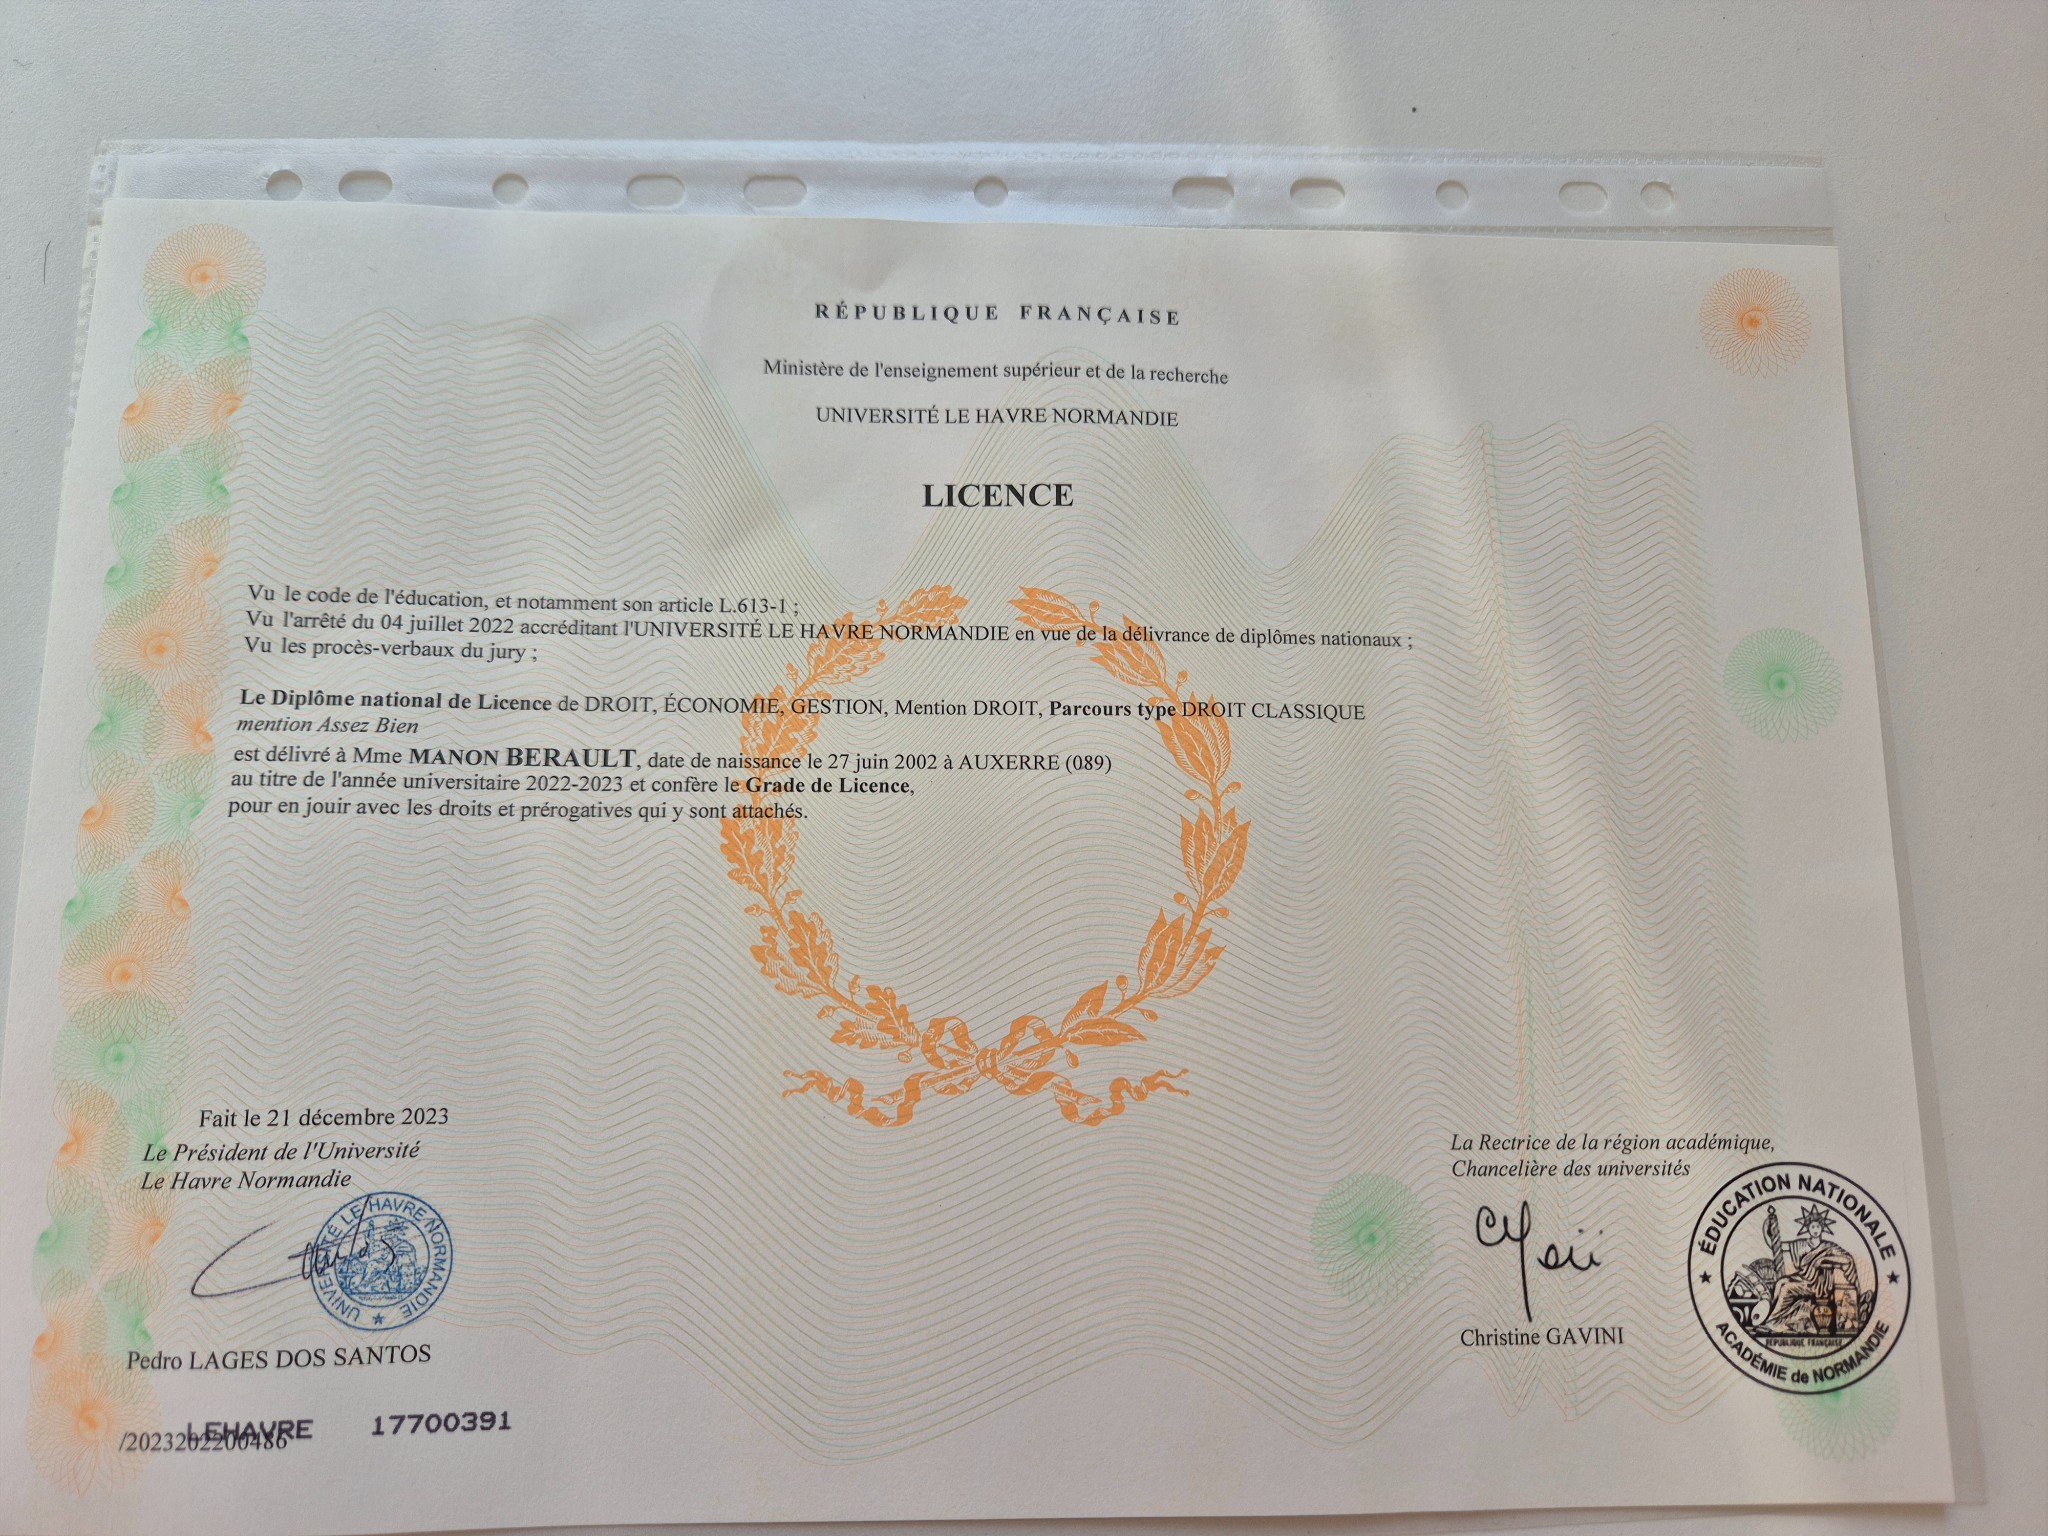 RÉPUBLIQUE FRANÇAISE
Ministère de l'enseignement supérieur et de la recherche
UNIVERSITÉ LE HAVRE NORMANDIE
LICENCE
Vu le code de l'éducation, et notamment son article L.613-1 ;
Vu l'arrêté du 04 juillet 2022 accréditant l'UNIVERSITÉ LE HAVRE NORMANDIE en vue de la délivrance de diplômes nationaux ;
Vu les procès-verbaux du jury ;
Le Diplôme national de Licence de DROIT, ÉCONOMIE, GESTION, Mention DROIT, Parcours type DROIT CLASSIQUE
mention Assez Bien
est délivré à Mme MANON BERAULT, date de naissance le 27 juin 2002 à AUXERRE (089)
au titre de l'année universitaire 2022-2023 et confère le Grade de Licence,
pour en jouir avec les droits et prérogatives qui y sont attachés.
Fait le 21 décembre 2023
Le Président de l'Université
Le Havre Normandie
UNIVERSITÉ LE HAVRE NORMANDIE
Pedro LAGES DOS SANTOS
La Rectrice de la région académique,
Chancelière des universités
Christine GAVINI
ÉDUCATION NATIONALE
RÉPUBLIQUE FRANÇAISE
ACADÉMIE de NORMANDIE
LEHAVRE 17700391
/2023202200486